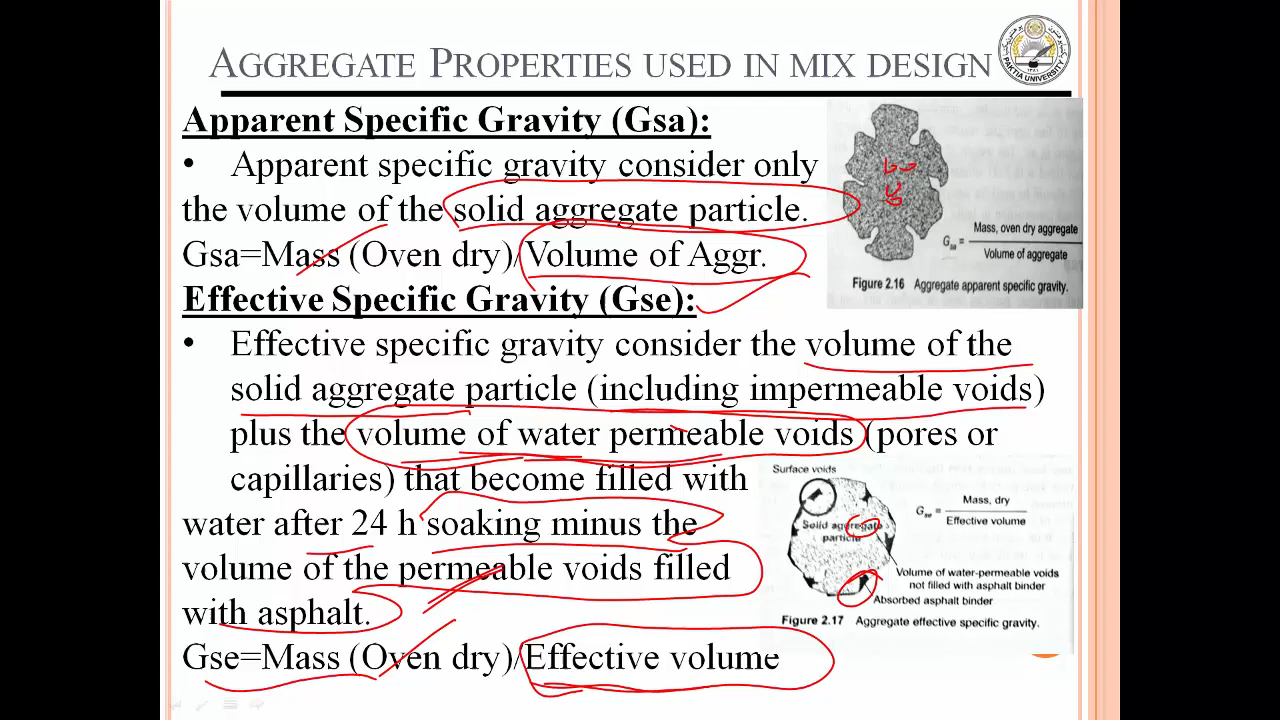 AGGREGATE PROPERTIES USED IN MIX DESIGN
PAKTIA UNIVERSITY
Apparent Specific Gravity (Gsa):
• Apparent specific gravity consider only
the volume of the solid aggregate particle.
Gsa=Mass (Oven dry)/Volume of Aggr.
Gsa = Mass, oven dry aggregate
Volume of aggregate
Figure 2.16 Aggregate apparent specific gravity.
Effective Specific Gravity (Gse):
• Effective specific gravity consider the volume of the
solid aggregate particle (including impermeable voids)
plus the volume of water permeable voids (pores or
capillaries) that become filled with
water after 24 h soaking minus the
volume of the permeable voids filled
with asphalt.
Gse=Mass (Oven dry)/Effective volume
Surface voids
Solid aggregate
particle
Gse = Mass, dry
Effective volume
Volume of water-permeable voids
not filled with asphalt binder
Absorbed asphalt binder
Figure 2.17 Aggregate effective specific gravity.